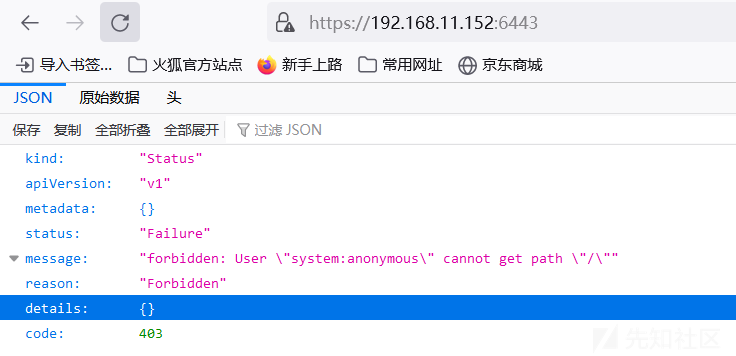 https://192.168.11.152:6443
导入书签... 火狐官方站点 新手上路 常用网址 京东商城
JSON 原始数据 头
保存 复制 全部折叠 全部展开 过滤 JSON
kind: "Status"
apiVersion: "v1"
metadata: {}
status: "Failure"
message: "forbidden: User \"system:anonymous\" cannot get path \"/\""
reason: "Forbidden"
details: {}
code: 403
先知社区